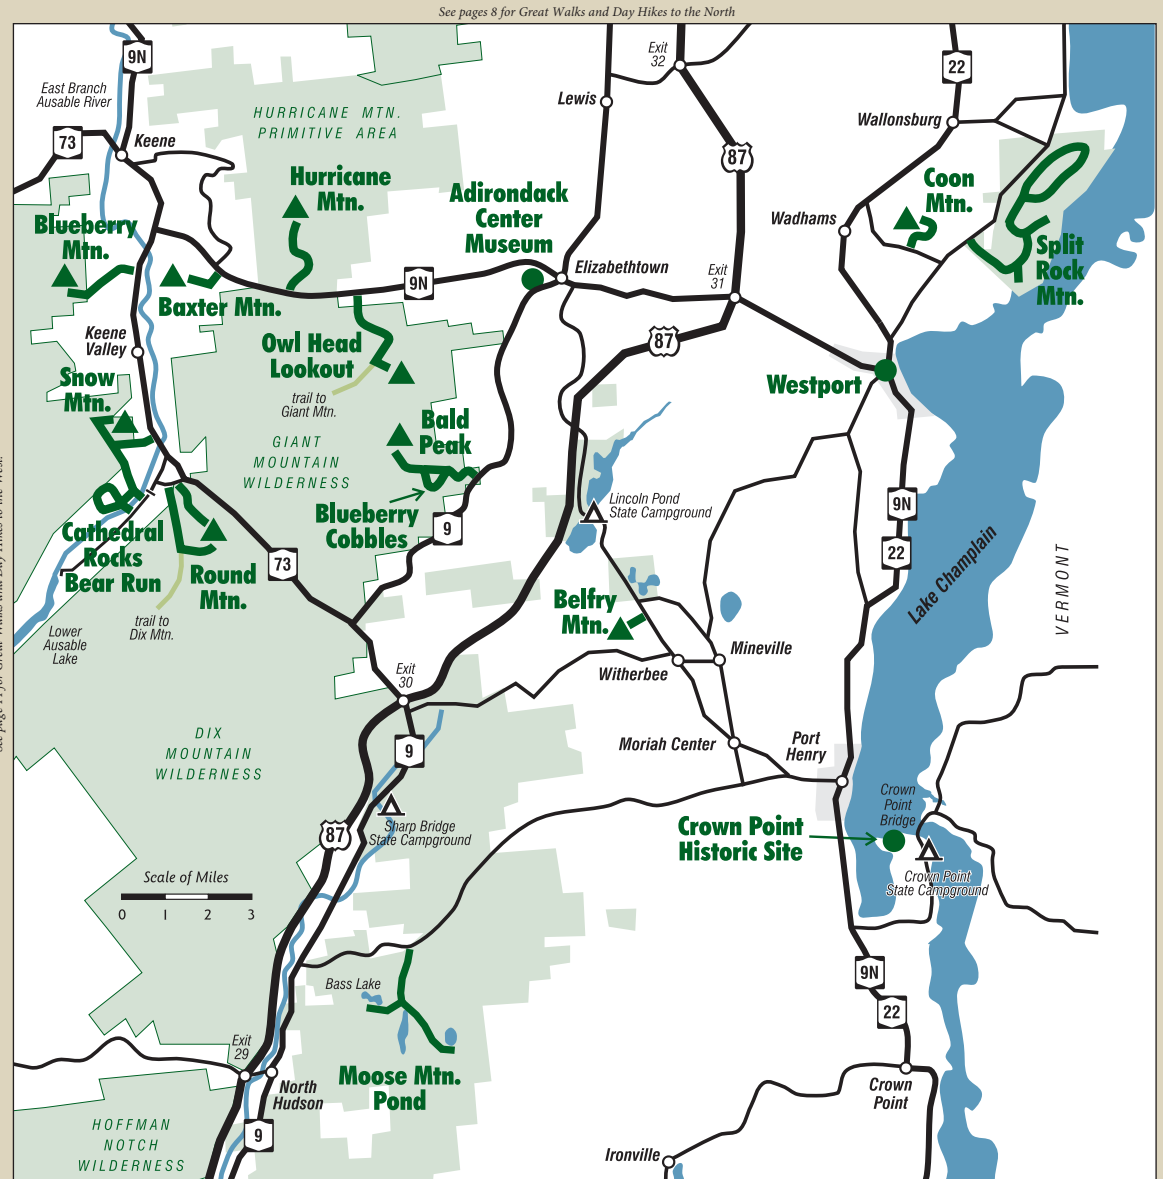 See pages 8 for Great Walks and Day Hikes to the North
9N
East Branch
Ausable River
73
Keene
HURRICANE MTN.
PRIMITIVE AREA
Lewis
Exit
32
87
22
Wallonsburg
Hurricane
Mtn.
Adirondack
Center
Museum
Coon
Mtn.
Wadhams
Blueberry
Mtn.
Split
Rock
Mtn.
Baxter Mtn.
9N
Elizabethtown
Exit
31
Keene
Valley
Owl Head
Lookout
87
Westport
Snow
Mtn.
trail to
Giant Mtn.
Bald
Peak
GIANT
MOUNTAIN
WILDERNESS
Blueberry
Cobbles
9
Lincoln Pond
State Campground
9N
22
Lake Champlain
VERMONT
Cathedral
Rocks
Bear Run
Round
Mtn.
73
Belfry
Mtn.
trail to
Dix Mtn.
Lower
Ausable
Lake
Mineville
Witherbee
Exit
30
DIX
MOUNTAIN
WILDERNESS
9
Moriah Center
Port
Henry
Crown
Point
Bridge
87
Sharp Bridge
State Campground
Crown Point
Historic Site
Crown Point
State Campground
Scale of Miles
0 1 2 3
Bass Lake
9N
22
Exit
29
North
Hudson
Moose Mtn.
Pond
Crown
Point
HOFFMAN
NOTCH
WILDERNESS
9
Ironville